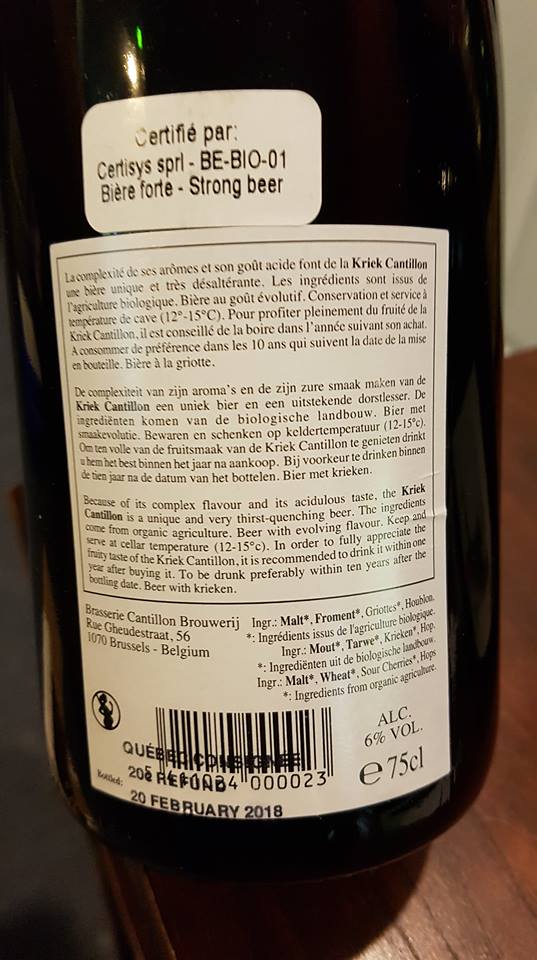 Certifié par:
Certisys sprl - BE-BIO-01
Bière forte - Strong beer
La complexité de ses arômes et son goût acide font de la Kriek Cantillon
une bière unique et très désaltérante. Les ingrédients sont issus de
l'agriculture biologique. Bière au goût évolutif. Conservation et service à
température de cave (12°-15°C). Pour profiter pleinement du fruité de la
Kriek Cantillon, il est conseillé de la boire dans l'année suivant son achat.
A consommer de préférence dans les 10 ans qui suivent la date de la mise
en bouteille. Bière à la griotte.
De complexiteit van zijn aroma's en de zijn zure smaak maken van de
Kriek Cantillon een uniek bier en een uitstekende dorstlesser. De
ingrediënten komen van de biologische landbouw. Bier met
smaakevolutie. Bewaren en schenken op keldertemperatuur (12-15°c).
Om ten volle van de fruitsmaak van de Kriek Cantillon te genieten drinkt
u hem het best binnen het jaar na aankoop. Bij voorkeur te drinken binnen
de tien jaar na de datum van het bottelen. Bier met krieken.
Because of its complex flavour and its acidulous taste, the Kriek
Cantillon is a unique and very thirst-quenching beer. The ingredients
come from organic agriculture. Beer with evolving flavour. Keep and
serve at cellar temperature (12-15°c). In order to fully appreciate the
fruity taste of the Kriek Cantillon, it is recommended to drink it within one
year after buying it. To be drunk preferably within ten years after the
bottling date. Beer with krieken.
Brasserie Cantillon Brouwerij
Rue Gheudestraat, 56
1070 Brussels - Belgium
Ingr.: Malt*, Froment*, Griottes*, Houblon.
*: Ingrédients issus de l'agriculture biologique.
Ingr.: Mout*, Tarwe*, Krieken*, Hop.
*: Ingrediënten uit de biologische landbouw.
Ingr.: Malt*, Wheat*, Sour Cherries*, Hops
*: Ingredients from organic agriculture.
ALC.
6% VOL.
e 75cl
QUÉBEC CONSIGNÉE
20¢ REFUND
000023
Bottled:
20 FEBRUARY 2018